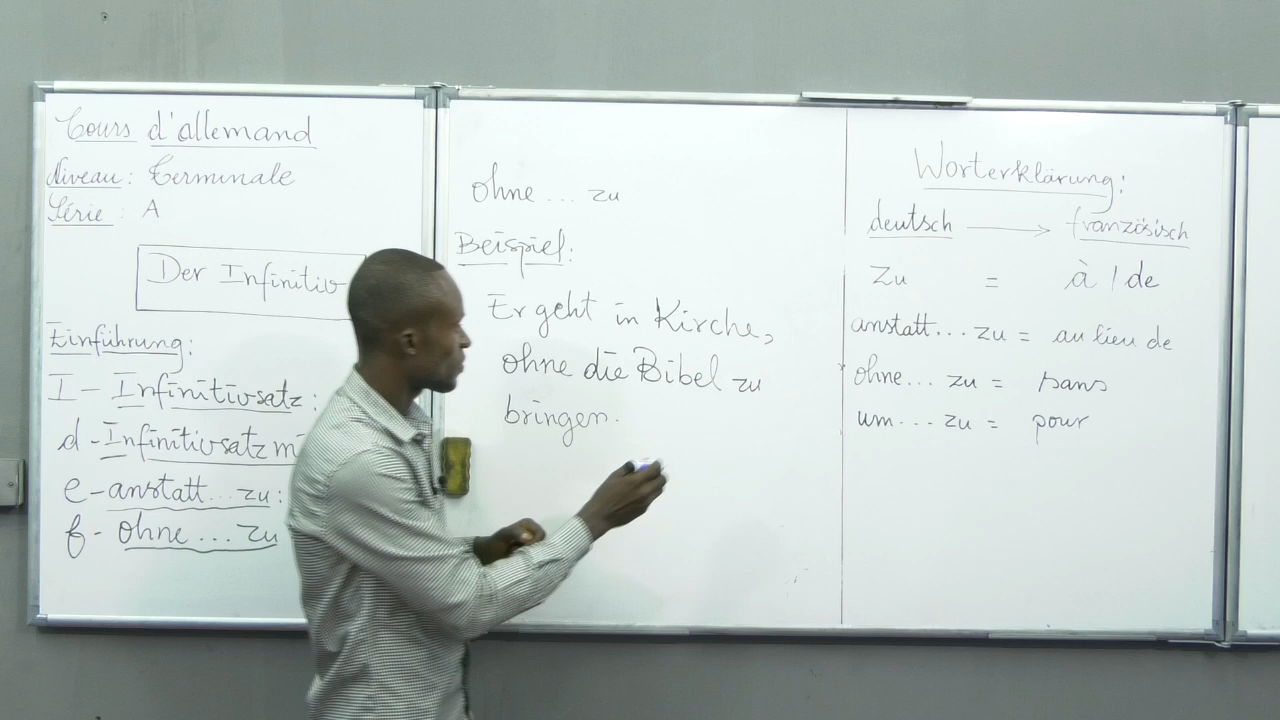 Cours d'allemand
Niveau : Terminale
Série : A
Der Infinitiv
Einführung :
I - Infinitivsatz :
d - Infinitivsatz mi
e - anstatt ... zu :
f - ohne ... zu
ohne ... zu
Beispiel :
Er geht in Kirche,
ohne die Bibel zu
bringen.
Worterklärung :
deutsch → französisch
Zu = à / de
anstatt ... zu = au lieu de
ohne ... zu = sans
um ... zu = pour